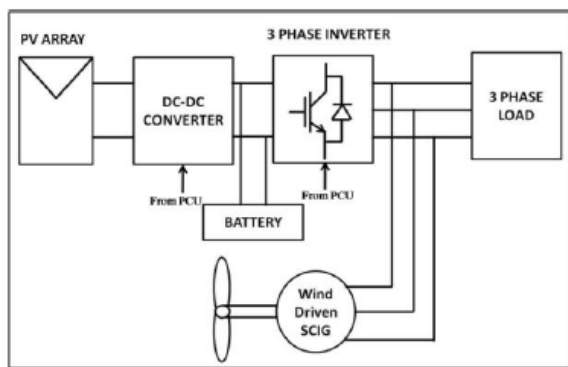 PV ARRAY
3 PHASE INVERTER
DC-DC
CONVERTER
3 PHASE
LOAD
From PCU
From PCU
BATTERY
Wind
Driven
SCIG